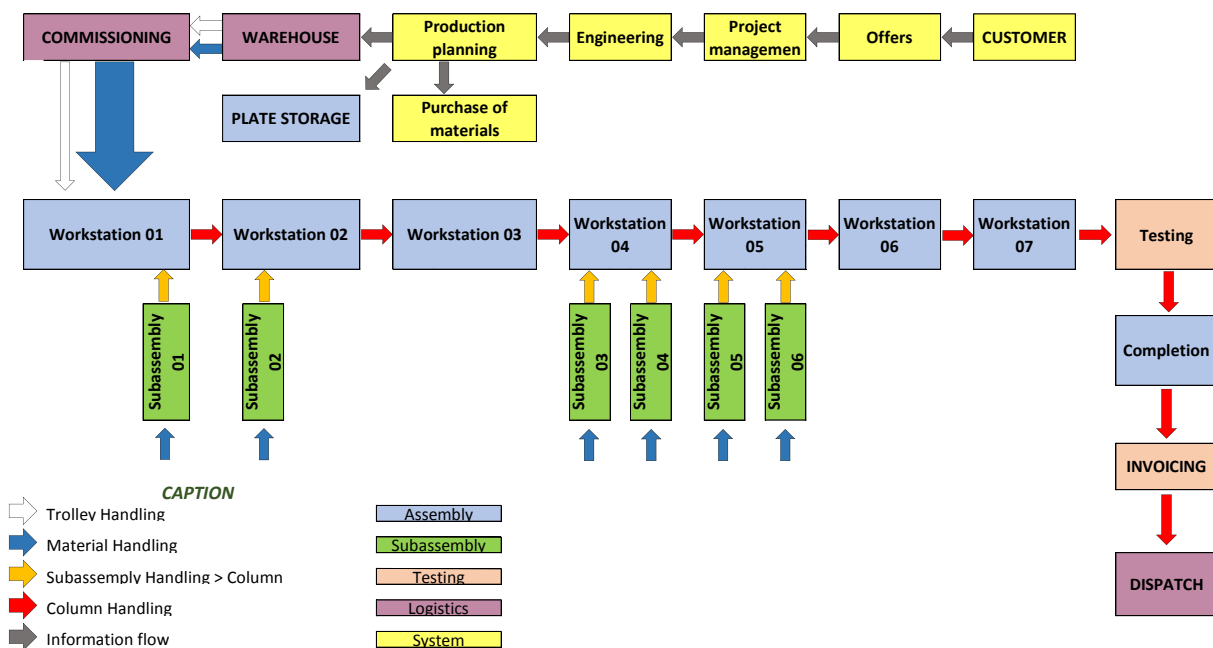 COMMISSIONING
WAREHOUSE
Production
planning
Engineering
Project
managemen
Offers
CUSTOMER
PLATE STORAGE
Purchase of
materials
Workstation 01
Workstation 02
Workstation 03
Workstation
04
Workstation
05
Workstation
06
Workstation
07
Testing
Subassembly
01
Subassembly
02
Subassembly
03
Subassembly
04
Subassembly
05
Subassembly
06
Completion
INVOICING
DISPATCH
CAPTION
Trolley Handling
Material Handling
Subassemply Handling > Column
Column Handling
Information flow
Assembly
Subassembly
Testing
Logistics
System